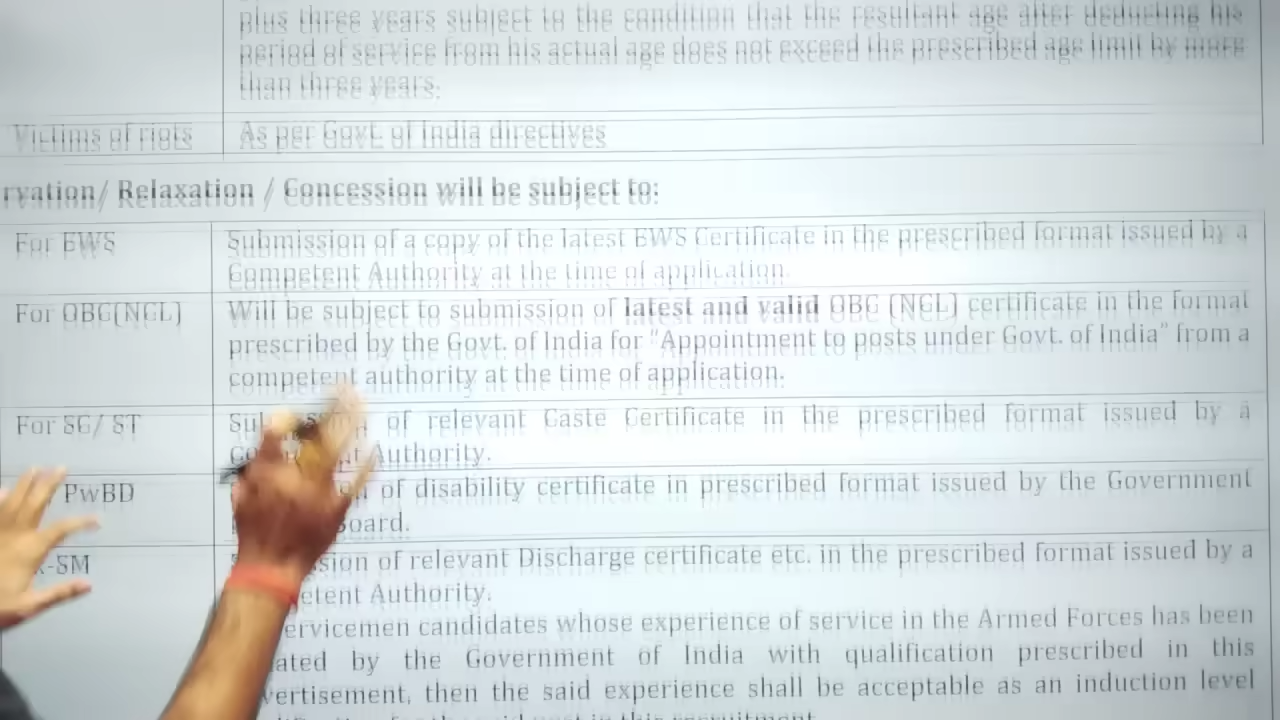 plus three years subject to the condition that the resultant age after deducting his
period of service from his actual age does not exceed the prescribed age limit by more
than three years.
Victims of riots As per Govt. of India directives
rvation/ Relaxation / Concession will be subject to:
For EWS Submission of a copy of the latest EWS Certificate in the prescribed format issued by a
Competent Authority at the time of application.
For OBC(NCL) Will be subject to submission of latest and valid OBC (NCL) certificate in the format
prescribed by the Govt. of India for "Appointment to posts under Govt. of India" from a
competent authority at the time of application.
For SC/ ST of relevant Caste Certificate in the prescribed format issued by a
Authority.
PwBD of disability certificate in prescribed format issued by the Government
oard.
-SM sion of relevant Discharge certificate etc. in the prescribed format issued by a
etent Authority.
ervicemen candidates whose experience of service in the Armed Forces has been
ated by the Government of India with qualification prescribed in this
vertisement, then the said experience shall be acceptable as an induction level